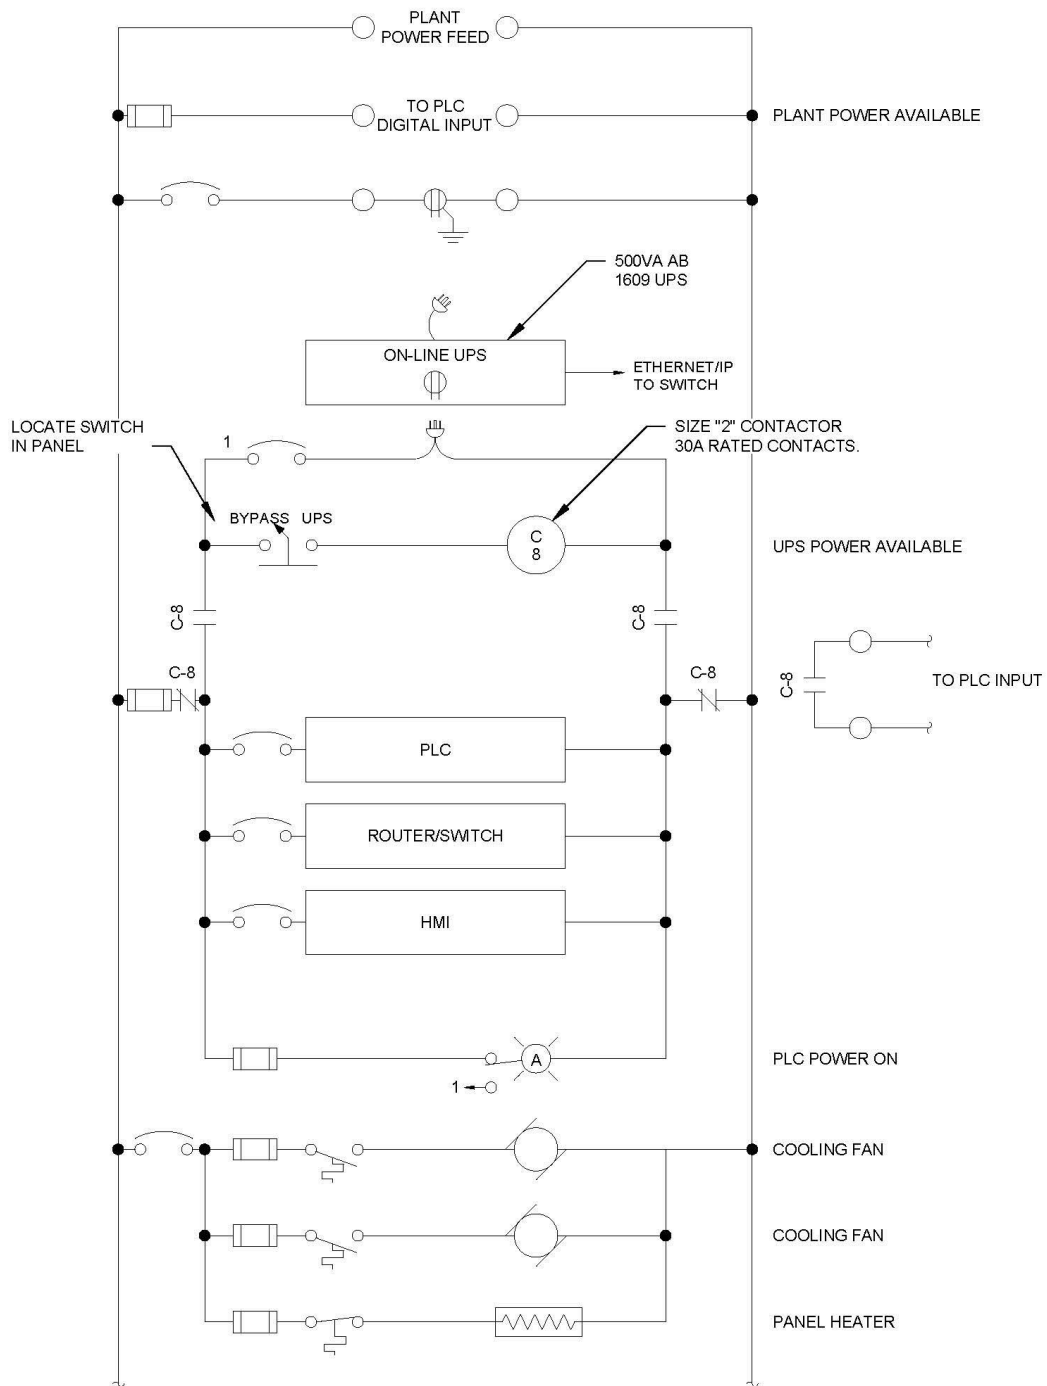 PLANT
POWER FEED
TO PLC
DIGITAL INPUT
PLANT POWER AVAILABLE
500VA AB
1609 UPS
ON-LINE UPS
ETHERNET/IP
TO SWITCH
LOCATE SWITCH
IN PANEL
1
SIZE "2" CONTACTOR
30A RATED CONTACTS.
BYPASS UPS
C
8
UPS POWER AVAILABLE
C-8
C-8
C-8
C-8
C-8
TO PLC INPUT
PLC
ROUTER/SWITCH
HMI
A
PLC POWER ON
1
COOLING FAN
COOLING FAN
PANEL HEATER